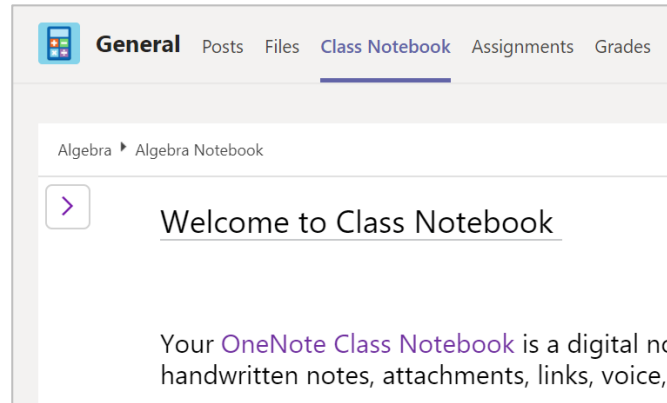 General Posts Files Class Notebook Assignments Grades
Algebra Algebra Notebook
Welcome to Class Notebook
Your OneNote Class Notebook is a digital
handwritten notes, attachments, links, voice,